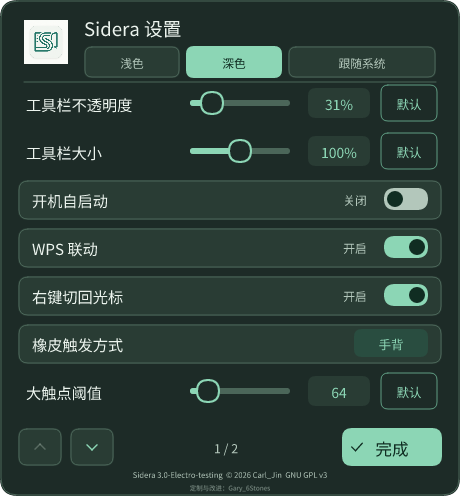 Sidera 设置
浅色 深色 跟随系统
工具栏不透明度 31% 默认
工具栏大小 100% 默认
开机自启动 关闭
WPS 联动 开启
右键切回光标 开启
橡皮触发方式 手背
大触点阈值 64 默认
1 / 2 完成
Sidera 3.0-Electro-testing © 2026 Carl_Jin GNU GPL v3
定制与改进: Gary_6Stones